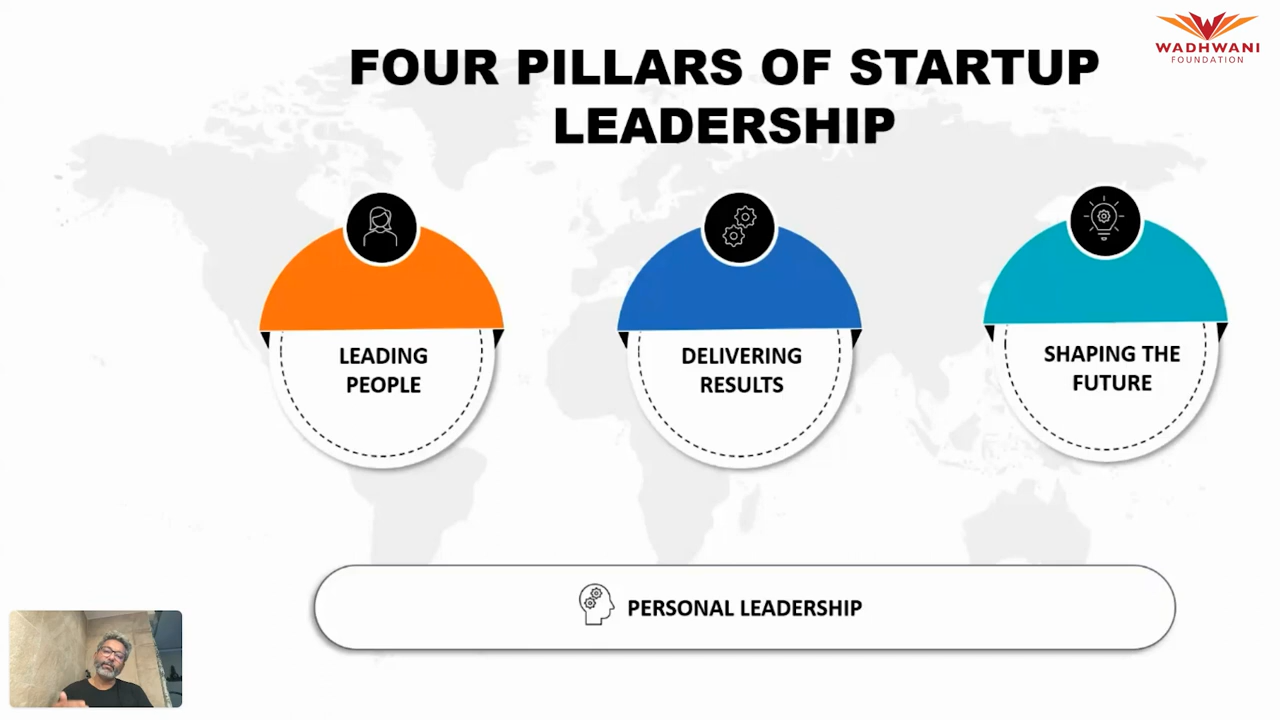 WADHWANI
FOUNDATION
FOUR PILLARS OF STARTUP
LEADERSHIP
LEADING
PEOPLE
DELIVERING
RESULTS
SHAPING THE
FUTURE
PERSONAL LEADERSHIP